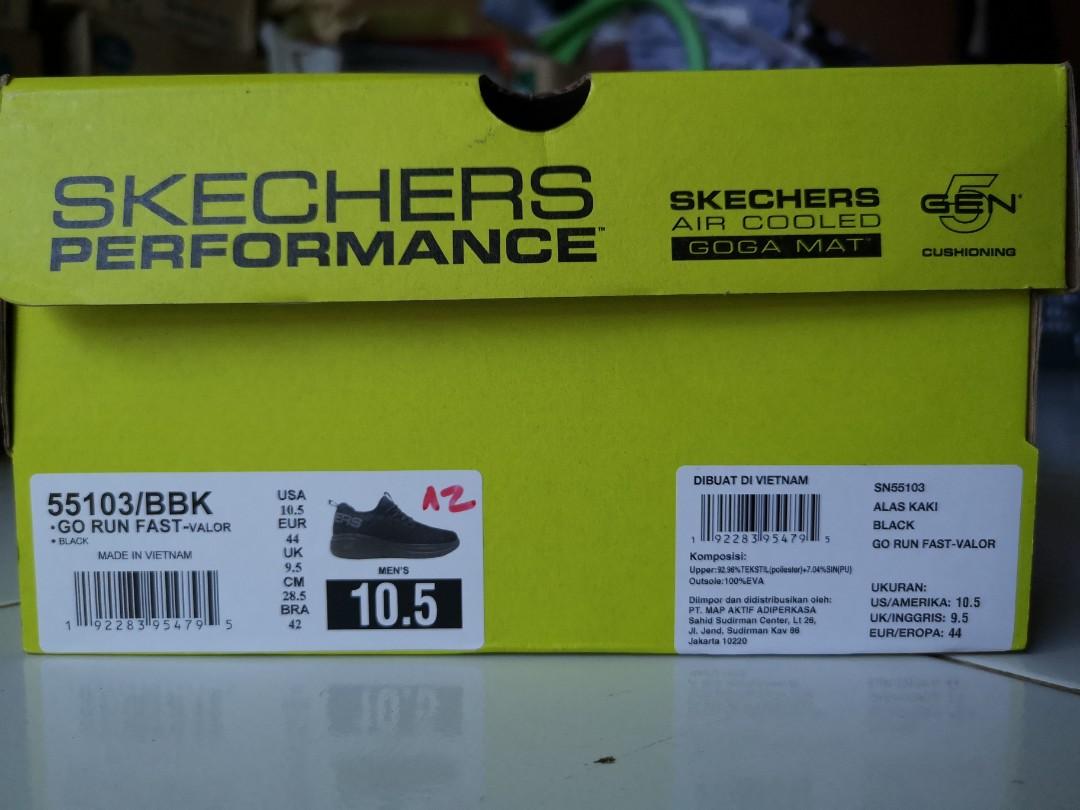 SKECHERS
PERFORMANCE™
SKECHERS
AIR COOLED
GOGA MAT
GEN 5
CUSHIONING
55103/BBK
• GO RUN FAST-VALOR
• BLACK
MADE IN VIETNAM
1 92283 95479 5
USA
10.5
EUR
44
UK
9.5
CM
28.5
BRA
42
ERS
A2
MEN'S
10.5
DIBUAT DI VIETNAM
1 92283 95479 5
Komposisi:
Upper:92.96%TEKSTIL(poliester)+7.04%SIN(PU)
Outsole:100%EVA
Diimpor dan didistribusikan oleh:
PT. MAP AKTIF ADIPERKASA
Sahid Sudirman Center, Lt 26,
Jl. Jend. Sudirman Kav 86
Jakarta 10220
SN55103
ALAS KAKI
BLACK
GO RUN FAST-VALOR
UKURAN:
US/AMERIKA: 10.5
UK/INGGRIS: 9.5
EUR/EROPA: 44